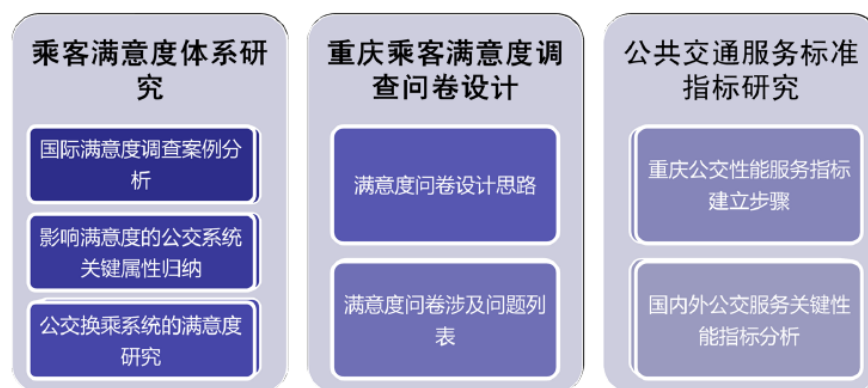 乘客满意度体系研
究
国际满意度调查案例分
析
影响满意度的公交系统
关键属性归纳
公交换乘系统的满意度
研究
重庆乘客满意度调
查问卷设计
满意度问卷设计思路
满意度问卷涉及问题列
表
公共交通服务标准
指标研究
重庆公交性能服务指标
建立步骤
国内外公交服务关键性
能指标分析